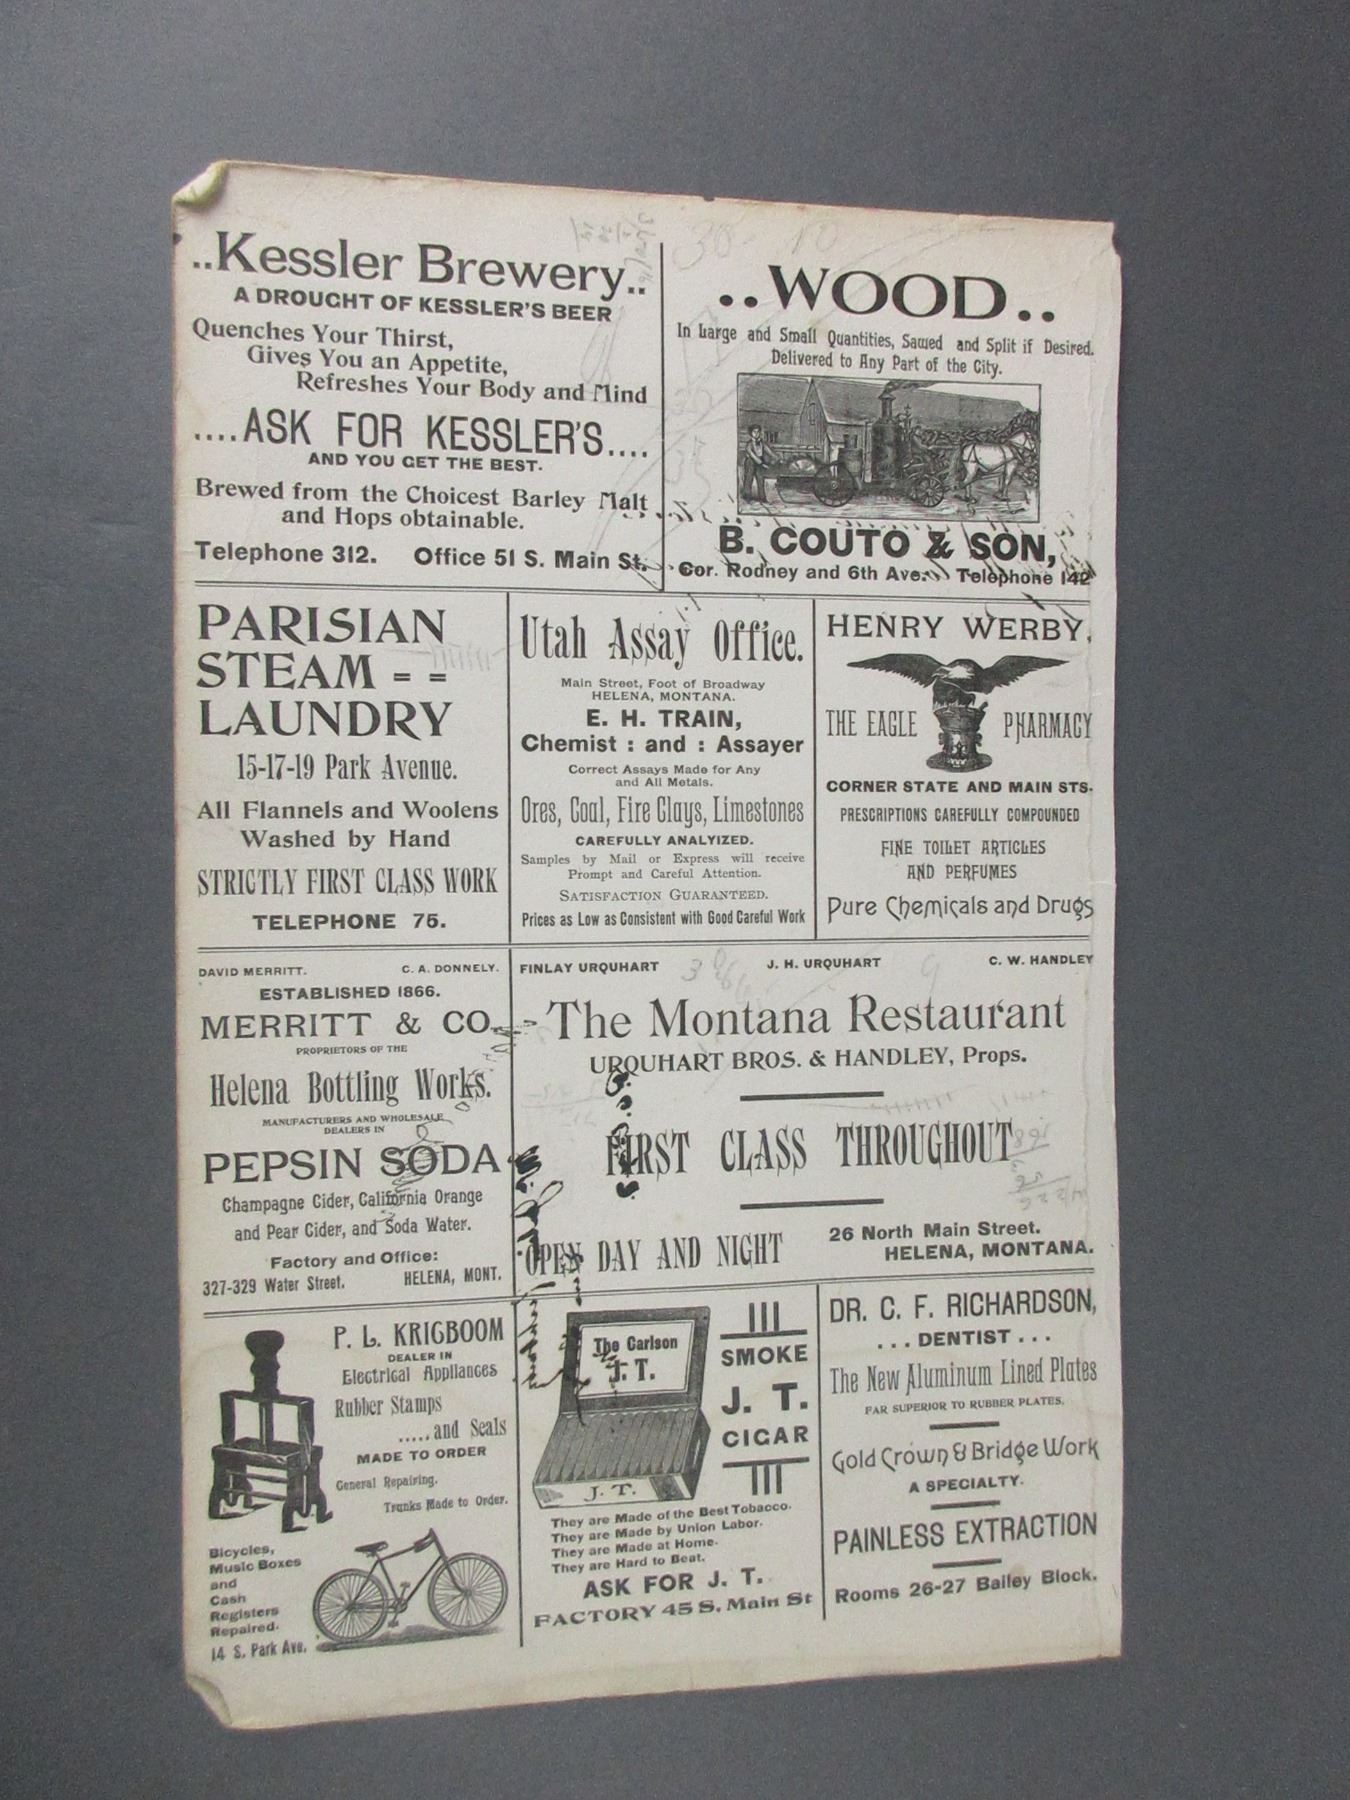 ..Kessler Brewery..
A DROUGHT OF KESSLER'S BEER
Quenches Your Thirst,
Gives You an Appetite,
Refreshes Your Body and Mind
....ASK FOR KESSLER'S....
AND YOU GET THE BEST.
Brewed from the Choicest Barley Malt
and Hops obtainable.
Telephone 312. Office 51 S. Main St.
..WOOD..
In Large and Small Quantities, Sawed and Split if Desired.
Delivered to Any Part of the City.
B. COUTO & SON,
Cor. Rodney and 6th Ave. Telephone 142
PARISIAN
STEAM = =
LAUNDRY
15-17-19 Park Avenue.
All Flannels and Woolens
Washed by Hand
STRICTLY FIRST CLASS WORK
TELEPHONE 75.
Utah Assay Office.
Main Street, Foot of Broadway
HELENA, MONTANA.
E. H. TRAIN,
Chemist : and : Assayer
Correct Assays Made for Any
and All Metals.
Ores, Coal, Fire Clays, Limestones
CAREFULLY ANALYIZED.
Samples by Mail or Express will receive
Prompt and Careful Attention.
SATISFACTION GUARANTEED.
Prices as Low as Consistent with Good Careful Work
HENRY WERBY,
THE EAGLE PHARMACY
CORNER STATE AND MAIN STS.
PRESCRIPTIONS CAREFULLY COMPOUNDED
FINE TOILET ARTICLES
AND PERFUMES
Pure Chemicals and Drugs
DAVID MERRITT. C. A. DONNELY.
ESTABLISHED 1866.
MERRITT & CO.
PROPRIETORS OF THE
Helena Bottling Works.
MANUFACTURERS AND WHOLESALE
DEALERS IN
PEPSIN SODA
Champagne Cider, California Orange
and Pear Cider, and Soda Water.
Factory and Office:
327-329 Water Street. HELENA, MONT.
FINLAY URQUHART J. H. URQUHART C. W. HANDLEY
The Montana Restaurant
URQUHART BROS. & HANDLEY, Props.
FIRST CLASS THROUGHOUT
OPEN DAY AND NIGHT
26 North Main Street.
HELENA, MONTANA.
P. L. KRIGBOOM
DEALER IN
Electrical Appliances
Rubber Stamps
.....and Seals
MADE TO ORDER
General Repairing.
Trunks Made to Order.
Bicycles,
Music Boxes
and
Cash
Registers
Repaired.
14 S. Park Ave.
The Carlson
J. T.
J. T.
SMOKE
J. T.
CIGAR
They are Made of the Best Tobacco.
They are Made by Union Labor.
They are Made at Home.
They are Hard to Beat.
ASK FOR J. T.
FACTORY 45 S. Main St
DR. C. F. RICHARDSON,
...DENTIST...
The New Aluminum Lined Plates
FAR SUPERIOR TO RUBBER PLATES.
Gold Crown & Bridge Work
A SPECIALTY.
PAINLESS EXTRACTION
Rooms 26-27 Bailey Block.